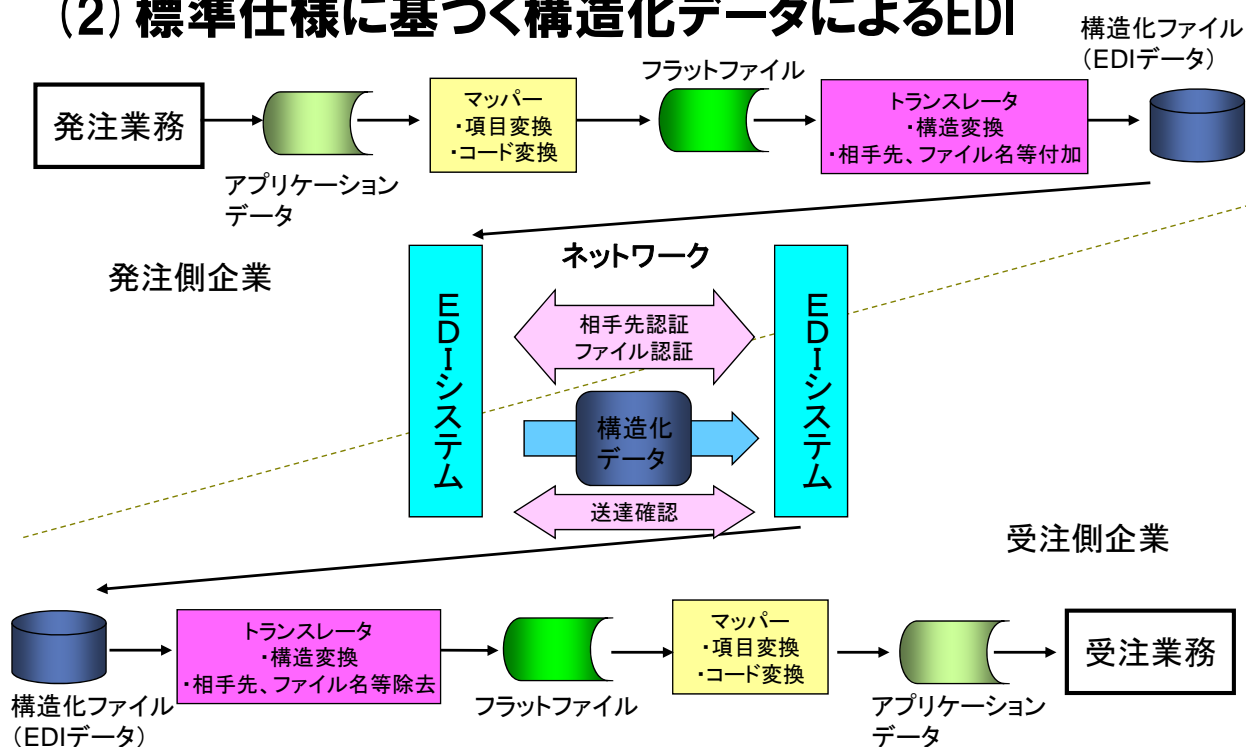 (2)標準仕様に基づく構造化データによるEDI
構造化ファイル
（EDIデータ）
発注業務
アプリケーション
データ
マッパー
・項目変換
・コード変換
フラットファイル
トランスレータ
・構造変換
・相手先、ファイル名等付加
発注側企業
ネットワーク
EDIシステム
相手先認証
ファイル認証
構造化
データ
送達確認
EDIシステム
受注側企業
構造化ファイル
（EDIデータ）
トランスレータ
・構造変換
・相手先、ファイル名等除去
フラットファイル
マッパー
・項目変換
・コード変換
アプリケーション
データ
受注業務